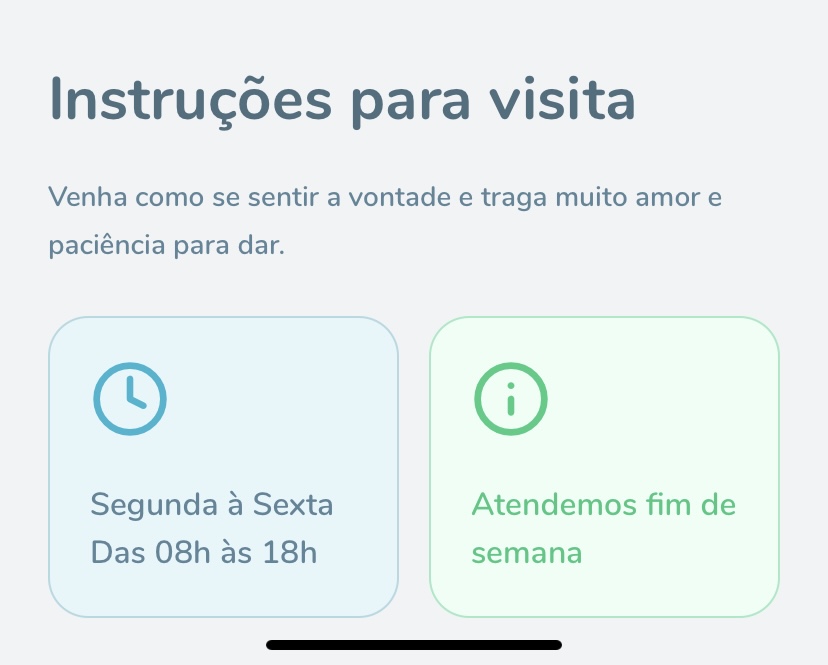 Instruções para visita
Venha como se sentir a vontade e traga muito amor e
paciência para dar.
Segunda à Sexta
Das 08h às 18h
Atendemos fim de
semana